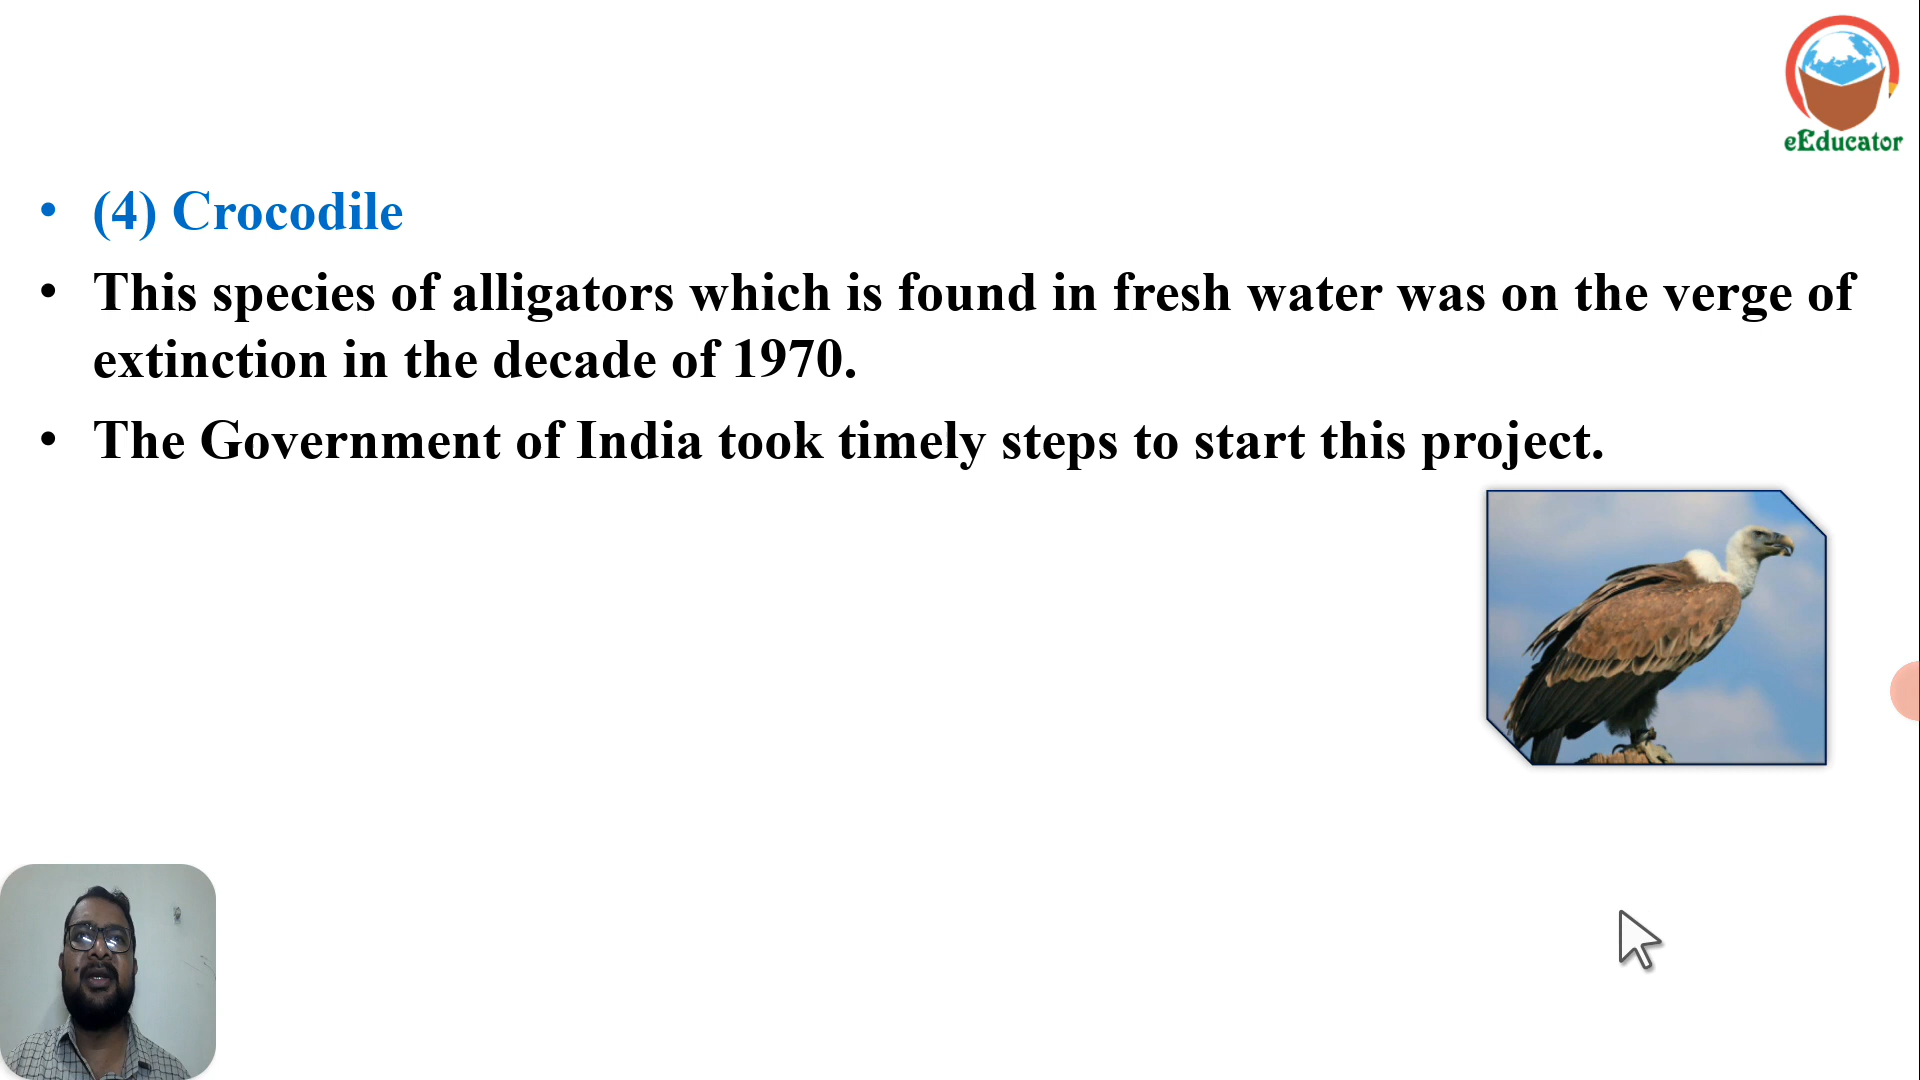 eEducator
• (4) Crocodile
• This species of alligators which is found in fresh water was on the verge of
extinction in the decade of 1970.
• The Government of India took timely steps to start this project.